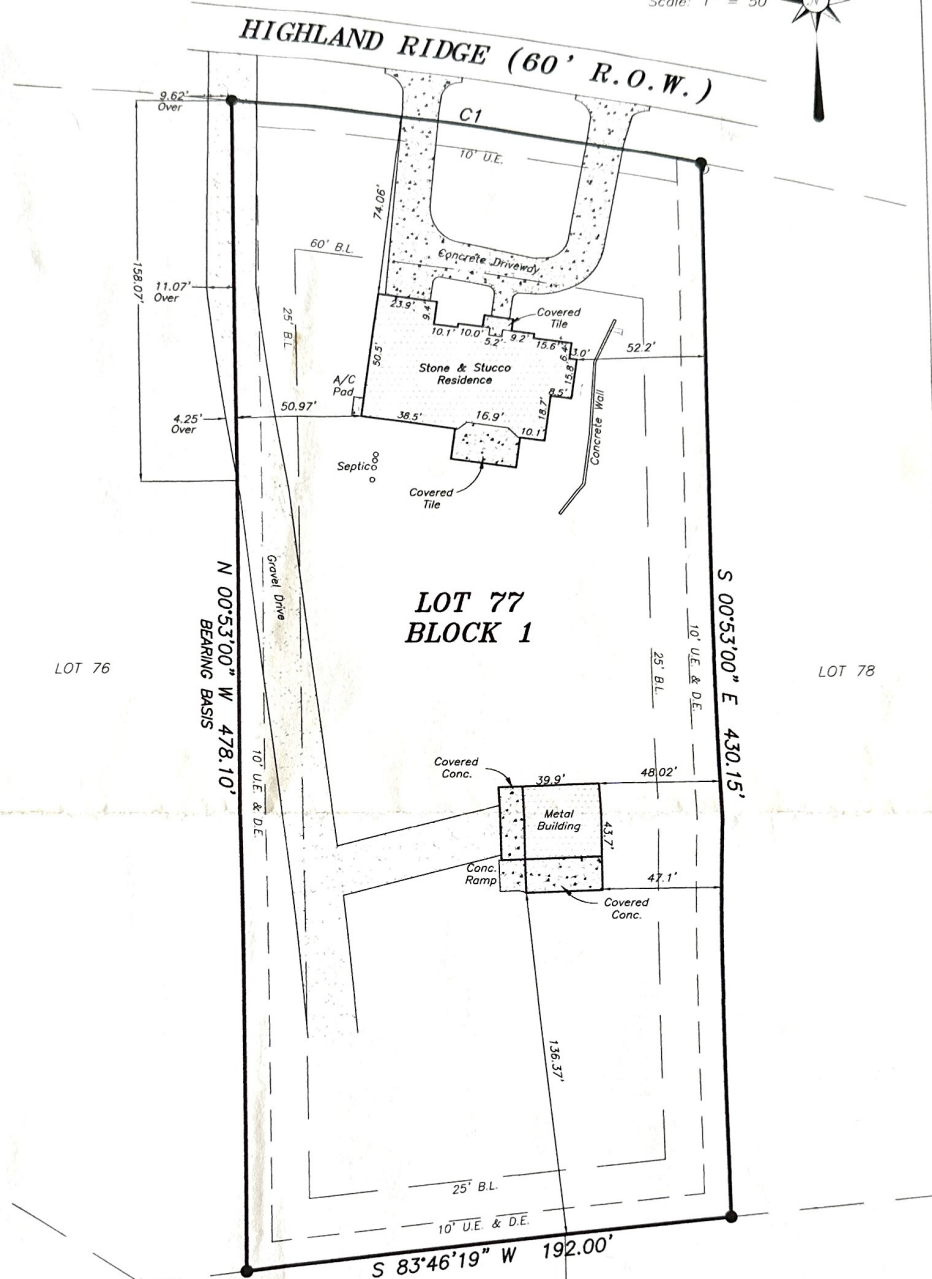 Scale: 1" = 50'
N
HIGHLAND RIDGE (60' R.O.W.)
9.62'
Over
C1
10' U.E.
74.06'
60' B.L.
Concrete Driveway
158.07'
11.07'
Over
25' B.L.
23.9'
9.4'
10.1'
10.0'
5.2'
9.2'
Covered
Tile
15.6'
6.4'
3.0'
52.2'
Stone & Stucco
Residence
50.5'
15.8'
8.5'
A/C
Pad
50.97'
4.25'
Over
38.5'
16.9'
18.7'
10.1'
Concrete Wall
Septic
Covered
Tile
Gravel Drive
LOT 77
BLOCK 1
N 00°53'00" W 478.10'
BEARING BASIS
S 00°53'00" E 430.15'
10' U.E. & D.E.
25' B.L.
LOT 76
LOT 78
10' U.E. & D.E.
Covered
Conc.
39.9'
48.02'
Metal
Building
43.7'
Conc.
Ramp
47.1'
Covered
Conc.
136.37'
25' B.L.
10' U.E. & D.E.
S 83°46'19" W 192.00'